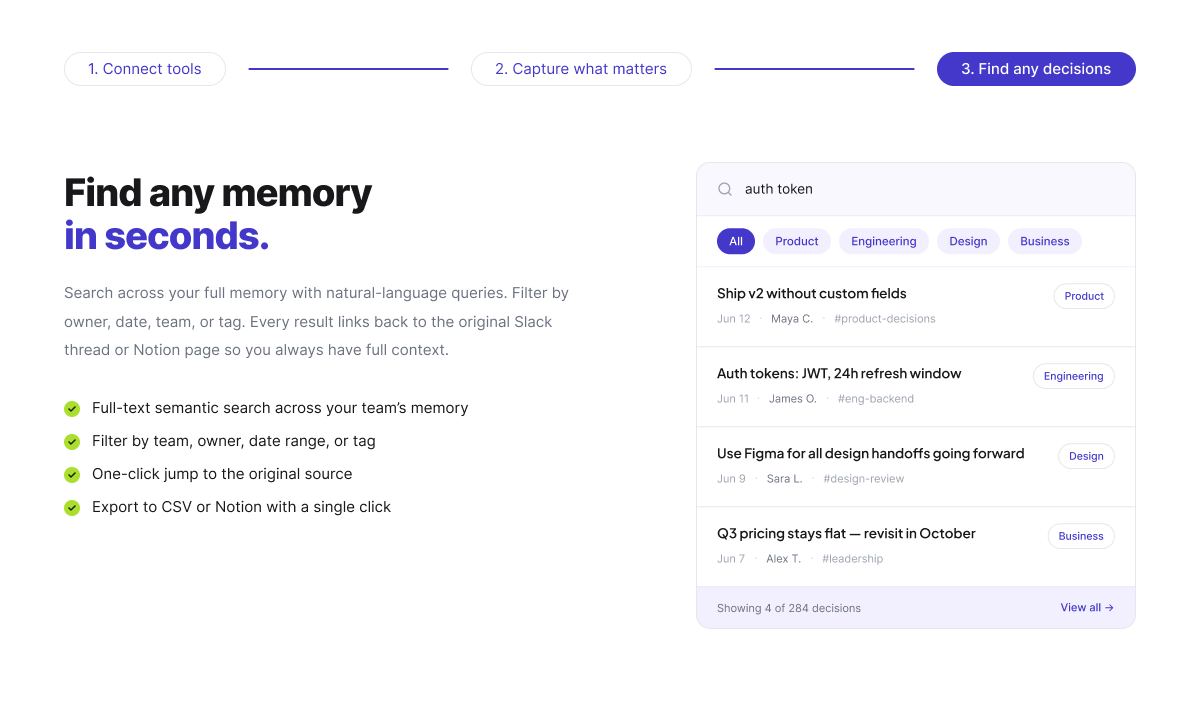 1. Connect tools
2. Capture what matters
3. Find any decisions
Find any memory
in seconds.
Search across your full memory with natural-language queries. Filter by
owner, date, team, or tag. Every result links back to the original Slack
thread or Notion page so you always have full context.
Full-text semantic search across your team’s memory
Filter by team, owner, date range, or tag
One-click jump to the original source
Export to CSV or Notion with a single click
auth token
All Product Engineering Design Business
Ship v2 without custom fields
Product
Jun 12 · Maya C. · #product-decisions
Auth tokens: JWT, 24h refresh window
Engineering
Jun 11 · James O. · #eng-backend
Use Figma for all design handoffs going forward
Design
Jun 9 · Sara L. · #design-review
Q3 pricing stays flat — revisit in October
Business
Jun 7 · Alex T. · #leadership
Showing 4 of 284 decisions
View all →